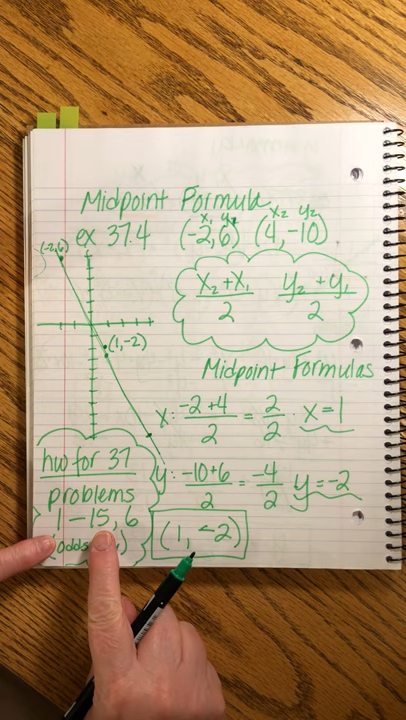 Midpoint Formula
x₁ y₁ x₂ y₂
ex 37.4 (-2,6) (4,-10)
(-2,6)
x₂+x₁ y₂+y₁
2 2
(1,-2)
Midpoint Formulas
x: -2+4 = 2 x=1
2 2
hw for 37
y: -10+6 = -4 y=-2
2 2
problems
1-15, 6
(1,-2)